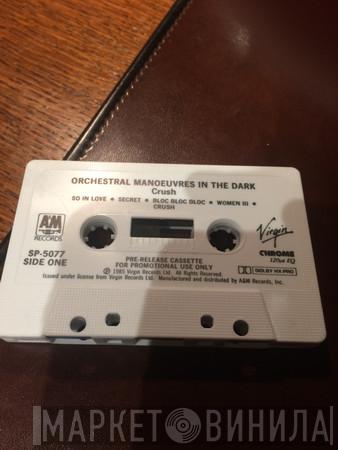 ORCHESTRAL MANOEUVRES IN THE DARK
Crush
SO IN LOVE • SECRET • BLOC BLOC BLOC • WOMEN III •
CRUSH
A&M
RECORDS
SP-5077
SIDE ONE
Virgin
CHROME
120us EQ
DOLBY HX PRO
PRE-RELEASE CASSETTE
FOR PROMOTIONAL USE ONLY
Ⓟ 1985 Virgin Records Ltd. All Rights Reserved.
Issued under license from Virgin Records Ltd. Manufactured and distributed by A&M Records, Inc.
МАРКЕТ ВИНИЛА